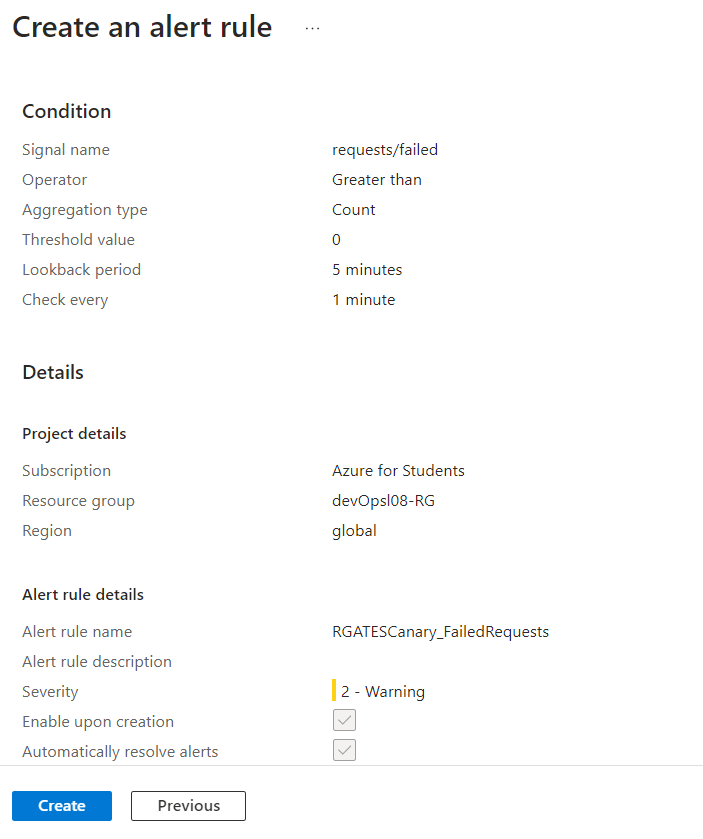 Create an alert rule ...
Condition
Signal name requests/failed
Operator Greater than
Aggregation type Count
Threshold value 0
Lookback period 5 minutes
Check every 1 minute
Details
Project details
Subscription Azure for Students
Resource group devOpsl08-RG
Region global
Alert rule details
Alert rule name RGATESCanary_FailedRequests
Alert rule description
Severity 2 - Warning
Enable upon creation
Automatically resolve alerts
Create Previous